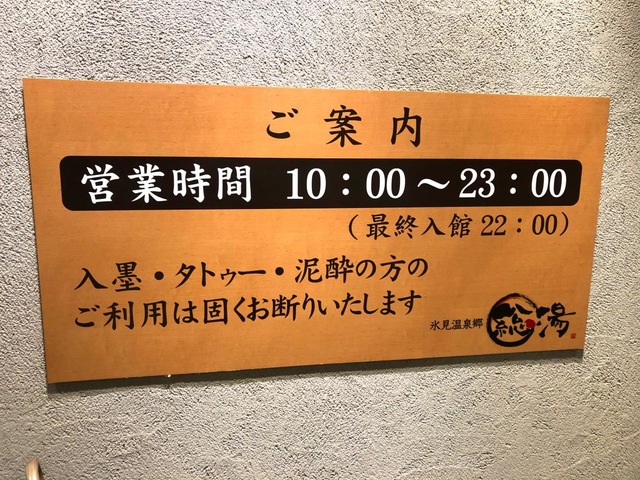 ご案内
営業時間 10：00～23：00
（最終入館 22：00）
入墨・タトゥー・泥酔の方の
ご利用は固くお断りいたします
氷見温泉郷 総湯